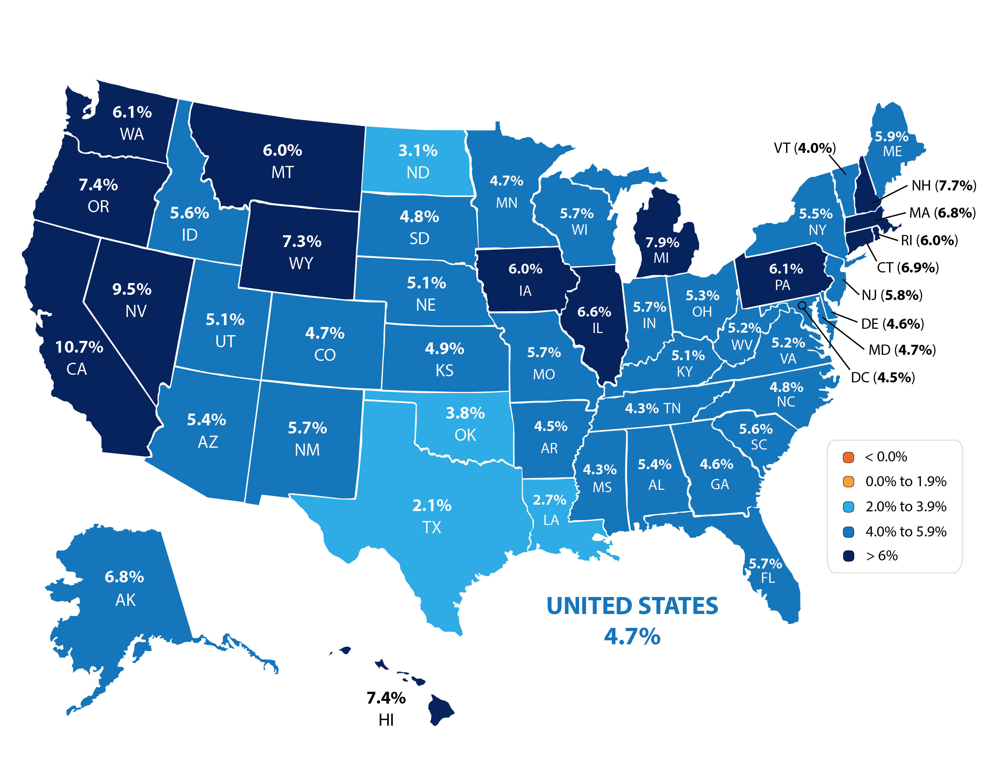 6.1%
WA
6.0%
MT
3.1%
ND
4.7%
MN
5.9%
ME
VT (4.0%)
NH (7.7%)
MA (6.8%)
RI (6.0%)
CT (6.9%)
NJ (5.8%)
DE (4.6%)
MD (4.7%)
DC (4.5%)
7.4%
OR
5.6%
ID
7.3%
WY
4.8%
SD
5.7%
WI
7.9%
MI
5.5%
NY
9.5%
NV
5.1%
UT
4.7%
CO
5.1%
NE
6.0%
IA
6.6%
IL
5.7%
IN
5.3%
OH
6.1%
PA
10.7%
CA
4.9%
KS
5.7%
MO
5.1%
KY
5.2%
WV
5.2%
VA
5.4%
AZ
5.7%
NM
3.8%
OK
4.5%
AR
4.3% TN
4.8%
NC
5.6%
SC
2.1%
TX
2.7%
LA
4.3%
MS
5.4%
AL
4.6%
GA
5.7%
FL
6.8%
AK
7.4%
HI
UNITED STATES
4.7%
< 0.0%
0.0% to 1.9%
2.0% to 3.9%
4.0% to 5.9%
> 6%